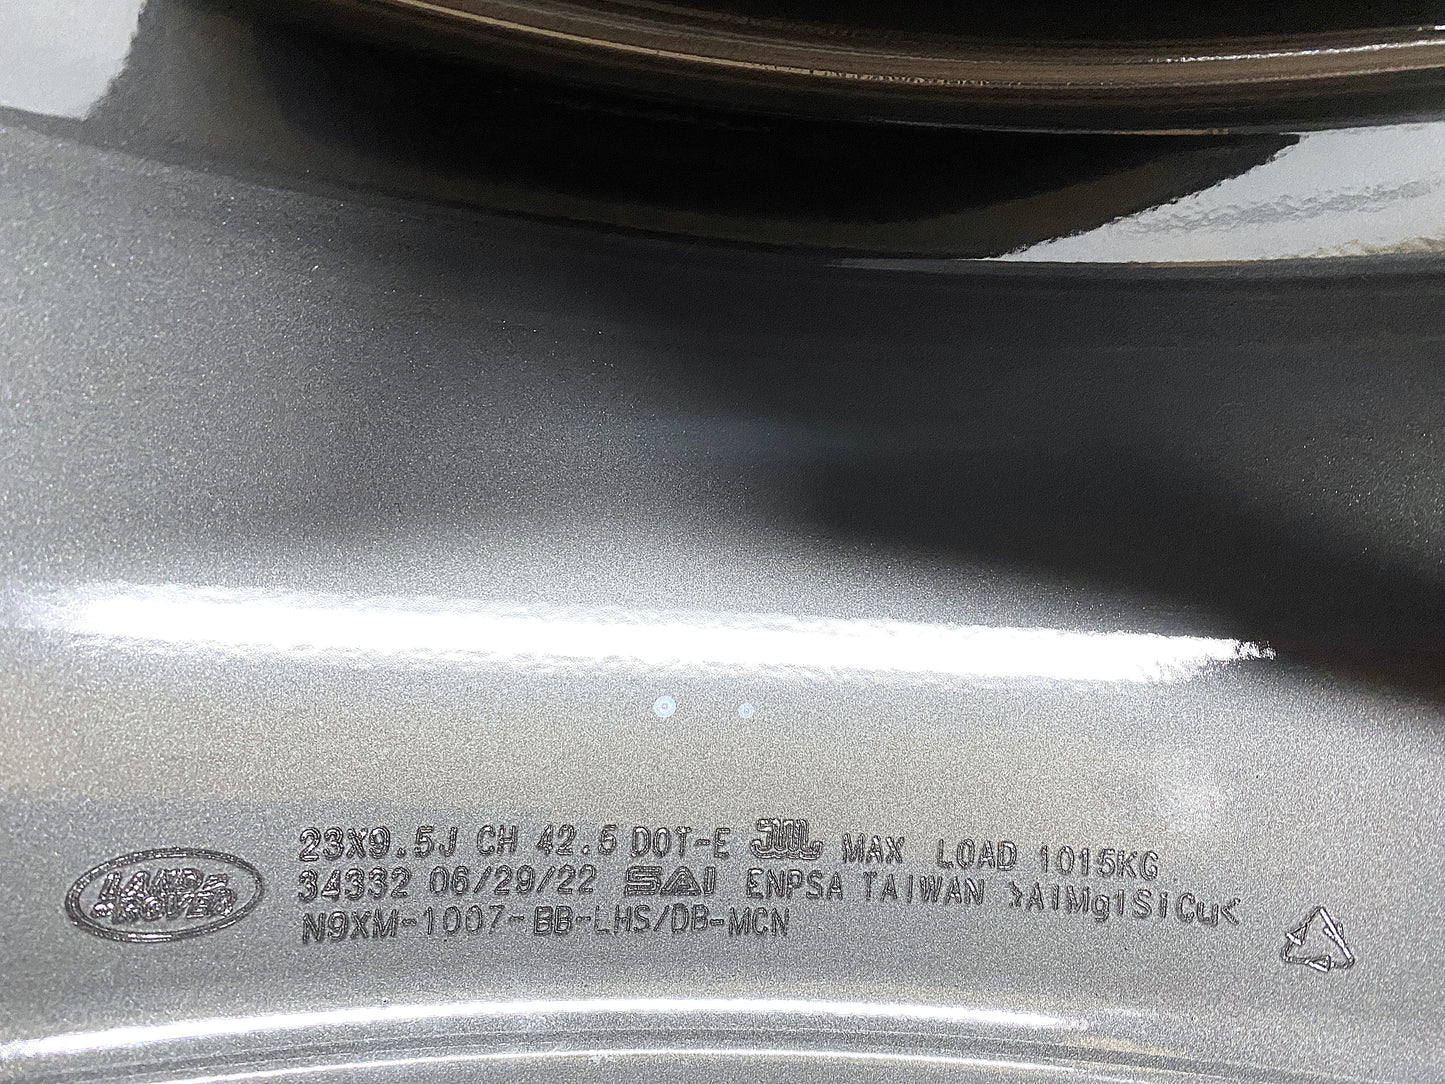 LAND ROVER
23X9.5J CH 42.5 DOT-E JWL MAX LOAD 1015KG
34332 06/29/22 SAI ENPSA TAIWAN >AlMg1SiCu<
N9XM-1007-BB-LHS/DB-MCN